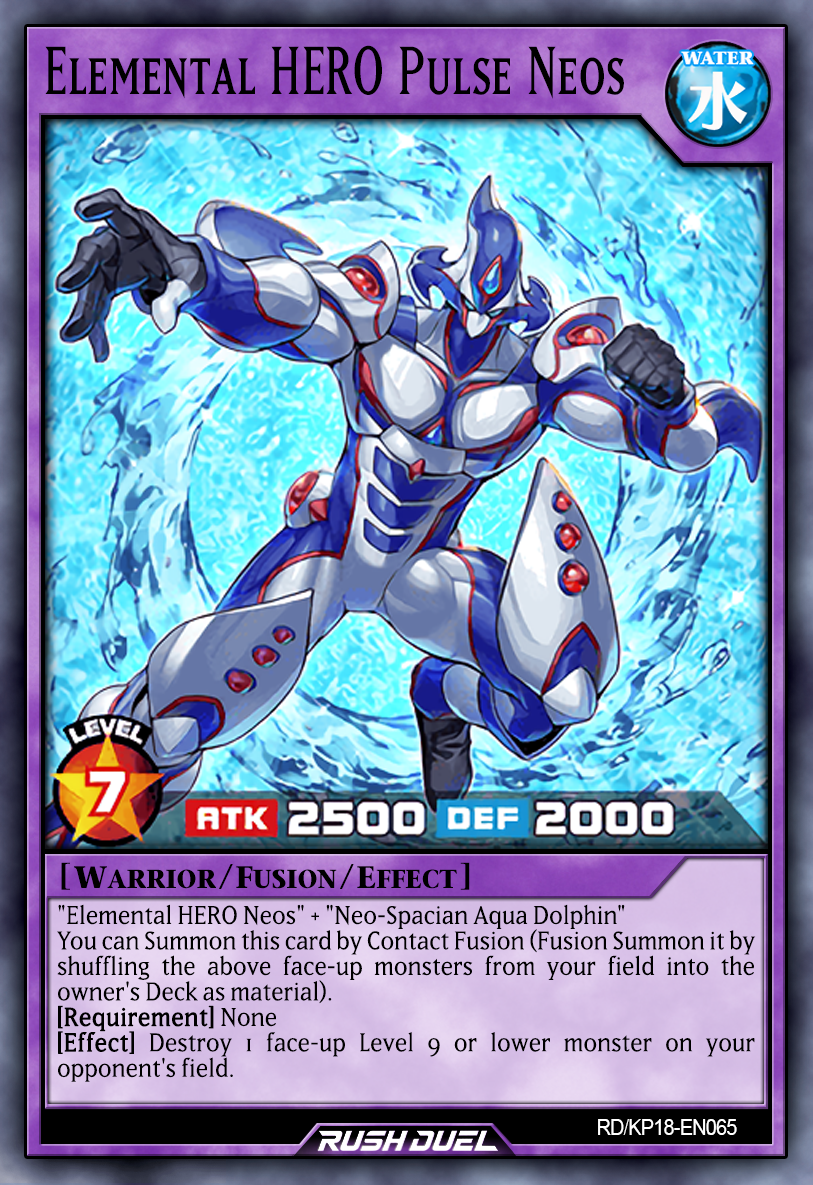 Elemental HERO Pulse Neos
WATER
水
LEVEL
7
ATK 2500 DEF 2000
[Warrior/Fusion/Effect]
"Elemental HERO Neos" + "Neo-Spacian Aqua Dolphin"
You can Summon this card by Contact Fusion (Fusion Summon it by
shuffling the above face-up monsters from your field into the
owner's Deck as material).
[Requirement] None
[Effect] Destroy 1 face-up Level 9 or lower monster on your
opponent's field.
RD/KP18-EN065
RUSH DUEL